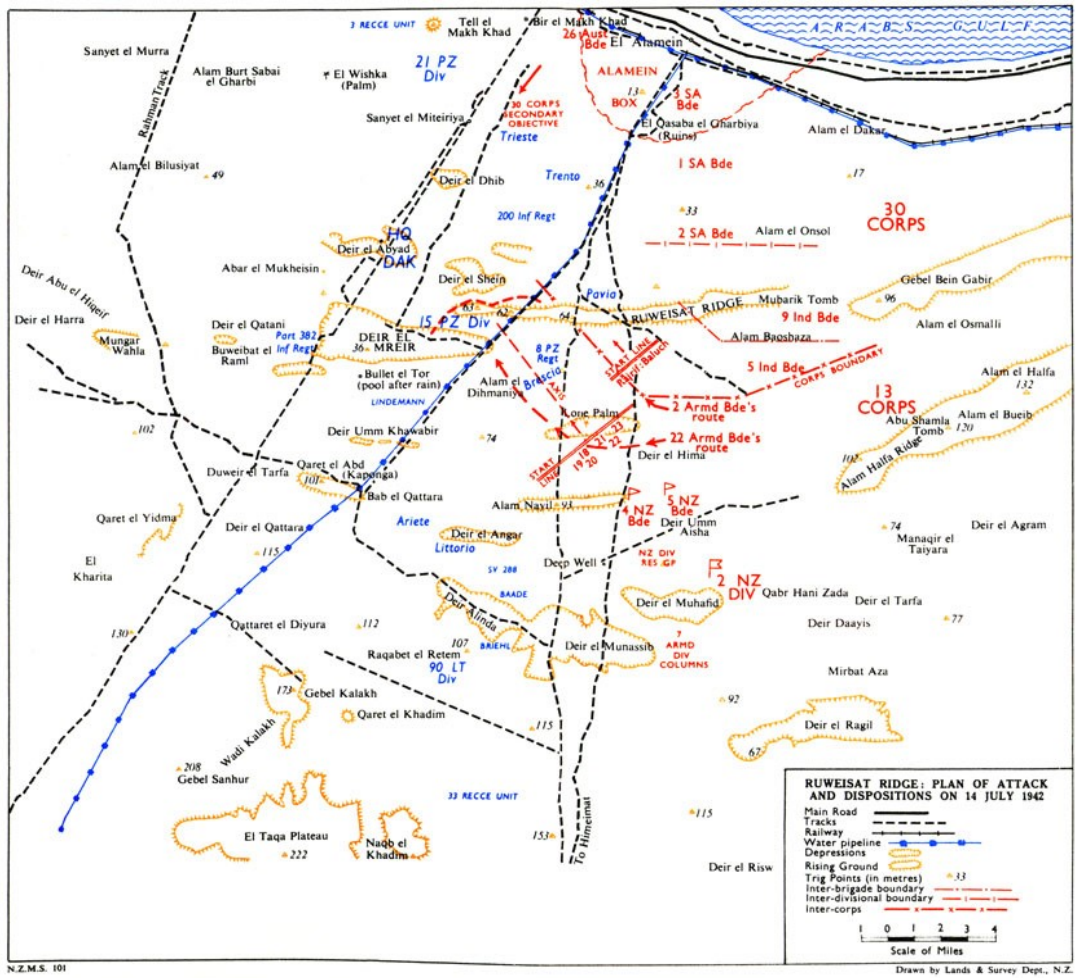 3 RECCE UNIT
Tell el
Makh Khad
Bir el Makh Khad
26 Aust
Bde
El Alamein
ARABS GULF
Sanyet el Murra
21 PZ
Div
Alam Burt Sabai
el Gharbi
El Wishka
(Palm)
ALAMEIN
BOX
13
3 SA
Bde
30 CORPS
SECONDARY
OBJECTIVE
Rahman Track
Sanyet el Miteiriya
Trieste
El Qasaba el Gharbiya
(Ruins)
Alam el Dakar
Alam el Bilusiyat
49
Deir el Dhib
Trento
36
1 SA Bde
17
200 Inf Regt
33
30
CORPS
2 SA Bde
Alam el Onsol
HQ
DAK
Deir el Abyad
Abar el Mukheisin
Deir el Shein
Gebel Bein Gabir
96
Deir Abu el Hiqeif
Deir el Harra
Mungar
Wahla
Deir el Qatani
Buweibat el
Raml
Part 382
Inf Regt
63
62
64
Pavia
RUWEISAT RIDGE
Mubarik Tomb
9 Ind Bde
Alam el Osmalli
15 PZ Div
DEIR EL
MREIR
36
8 PZ
Regt
Alam Baoshaza
Bullet el Tor
(pool after rain)
Brescia
Alam el
Dihmaniya
AXIS
START LINE
Rajrif-Baluch
5 Ind Bde
CORPS BOUNDARY
Alam el Halfa
132
LINDEMANN
2 Armd Bde's
route
13
CORPS
Abu Shamla
Tomb
Alam el Bueib
120
102
74
Deir Umm Khawabir
Kone Palm
21 23
22
18
19 20
START
LINE
22 Armd Bde's
route
Deir el Hima
102
Alam Halfa Ridge
Duweir el Tarfa
Qaret el Abd
(Kaponga)
101
Bab el Qattara
Alam Nayil
93
4 NZ
Bde
5 NZ
Bde
Deir Umm
Aisha
Qaret el Yidma
Deir el Qattara
115
Ariete
Deir el Angar
74
Manaqir el
Taiyara
Deir el Agram
El
Kharita
Littorio
Deep Well
NZ DIV
RES GP
2 NZ
DIV
SV 288
BAADE
Deir el Muhafid
Qabr Hani Zada
Deir el Tarfa
130
Qattaret el Diyura
112
Deir Alinda
Deir Daayis
77
107
Raqabet el Retem
BRIEHL
Deir el Munassib
7
ARMD
DIV
COLUMNS
90 LT
Div
Mirbat Aza
173
Gebel Kalakh
Qaret el Khadim
Wadi Kalakh
92
115
Deir el Ragil
67
208
Gebel Sanhur
33 RECCE UNIT
115
El Taqa Plateau
222
Naqb el
Khadim
153
To Himeimat
Deir el Risw
RUWEISAT RIDGE: PLAN OF ATTACK
AND DISPOSITIONS ON 14 JULY 1942
Main Road
Tracks
Railway
Water pipeline
Depressions
Rising Ground
Trig Points (in metres) 33
Inter-brigade boundary
Inter-divisional boundary
Inter-corps
1 0 1 2 3 4
Scale of Miles
N.Z.M.S. 101
Drawn by Lands & Survey Dept., N.Z.